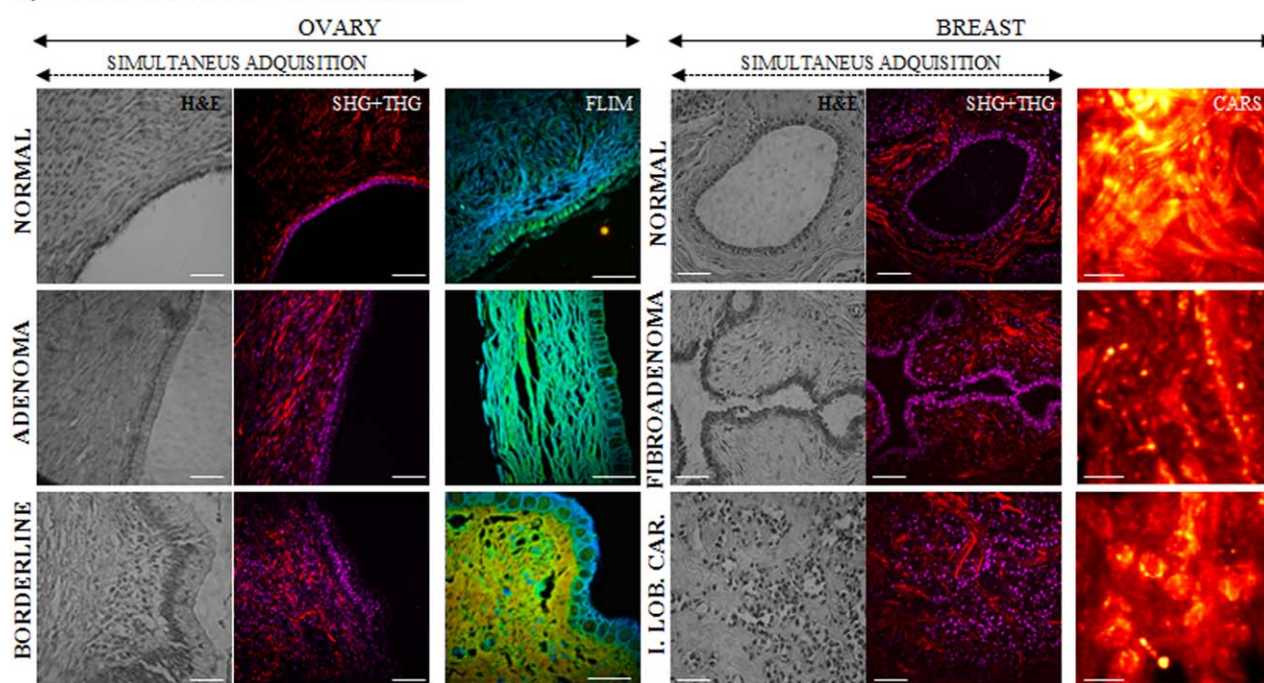 OVARY
BREAST
SIMULTANEUS ADQUISITION
SIMULTANEUS ADQUISITION
H&E
SHG+THG
FLIM
H&E
SHG+THG
CARS
NORMAL
NORMAL
ADENOMA
FIBROADENOMA
BORDERLINE
I. LOB. CAR.